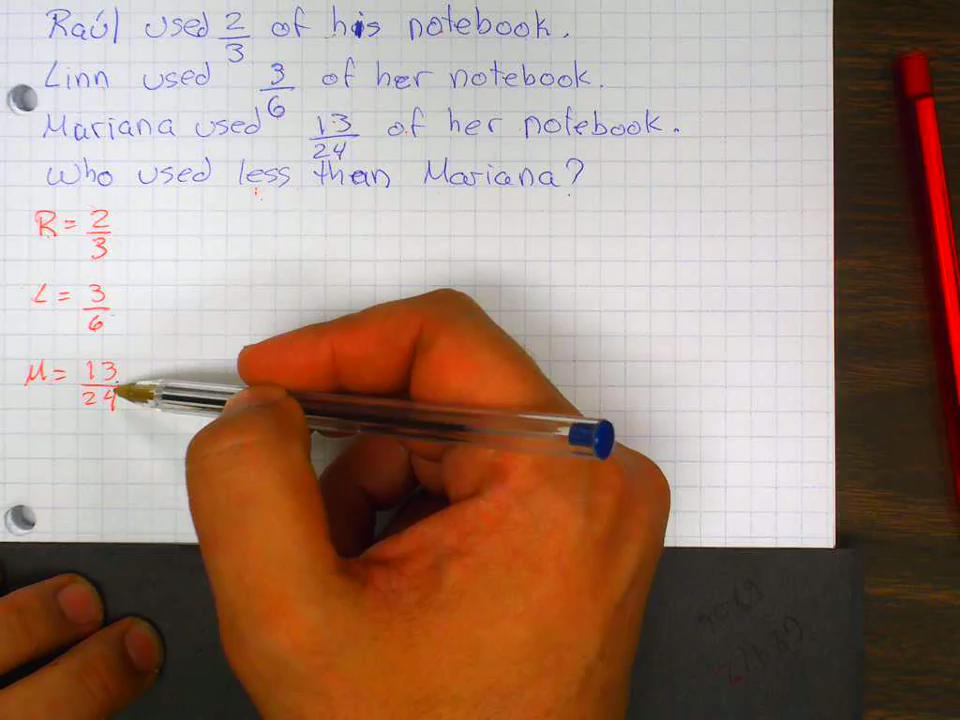 Raúl used 2/3 of his notebook.
Linn used 3/6 of her notebook.
Mariana used 13/24 of her notebook.
Who used less than Mariana?
R = 2/3
L = 3/6
M = 13/24